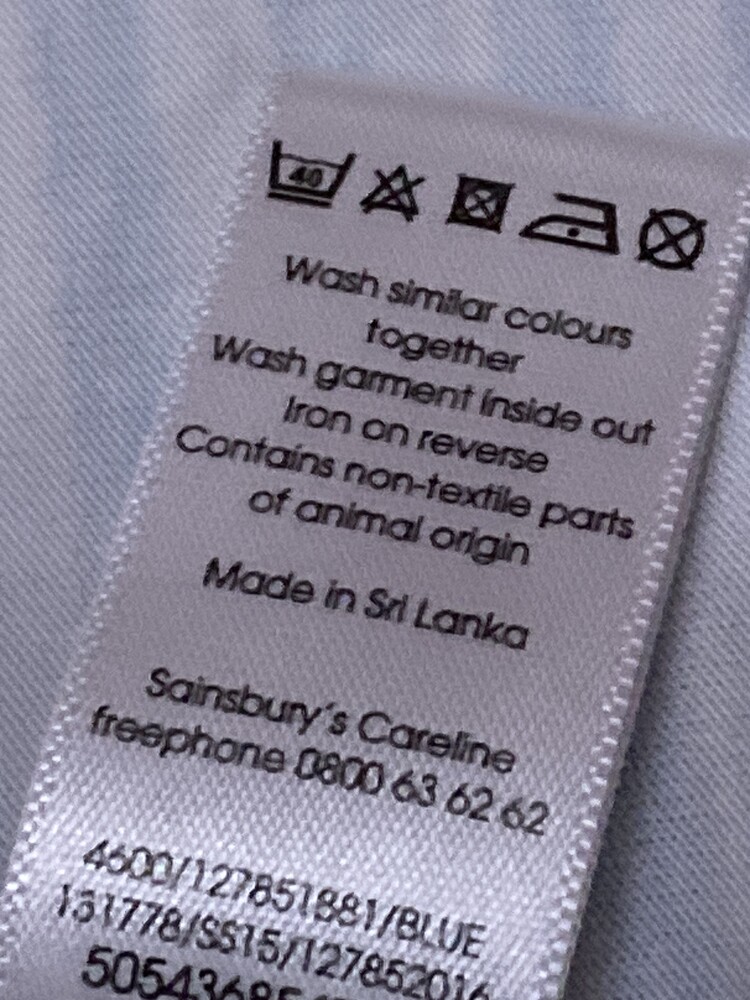 40
Wash similar colours
together
Wash garment inside out
Iron on reverse
Contains non-textile parts
of animal origin
Made in Sri Lanka
Sainsbury's Careline
freephone 0800 63 62 62
4600/127851881/BLUE
131778/SS15/127852016